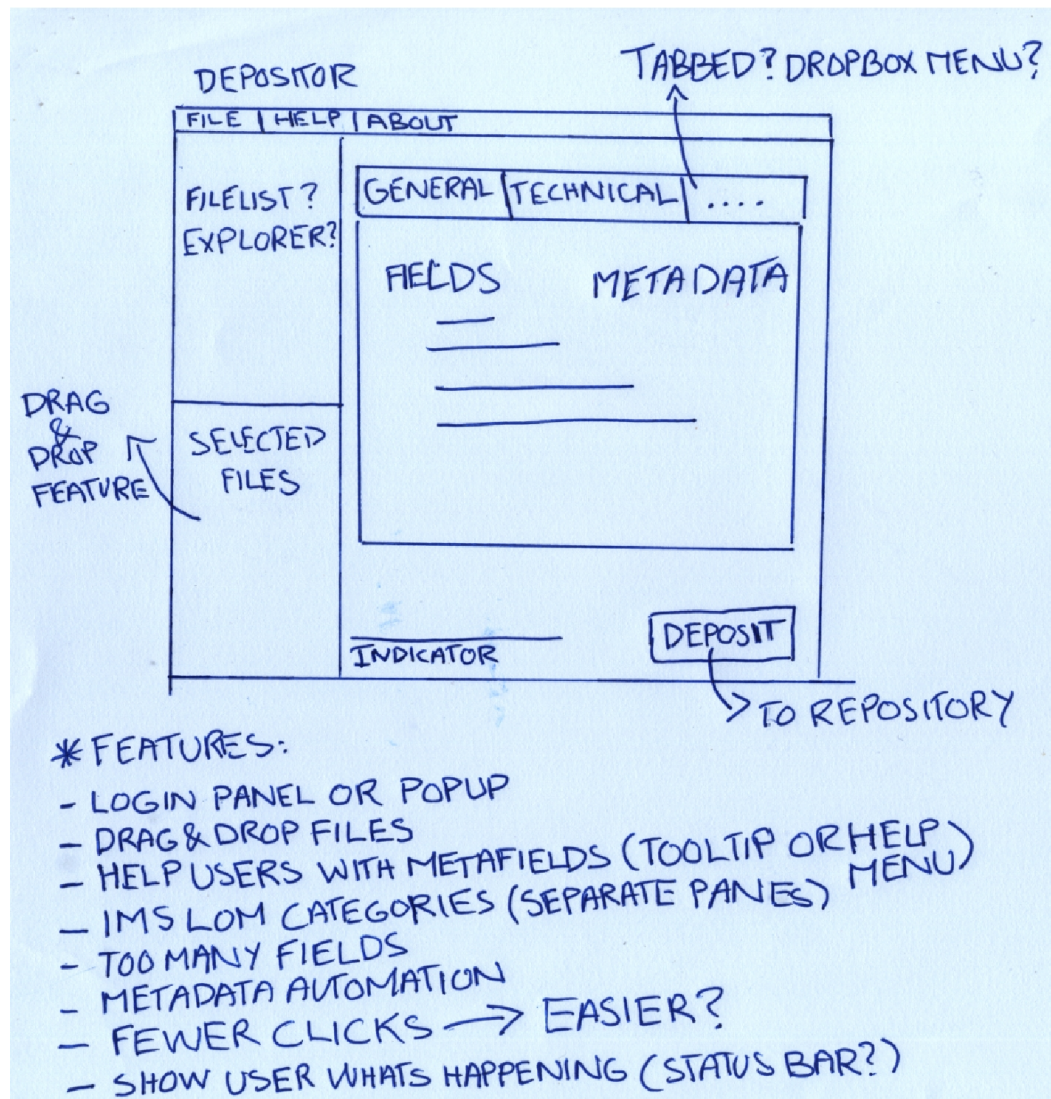 TABBED? DROPBOX MENU?
DEPOSITOR
FILE | HELP | ABOUT
GENERAL | TECHNICAL | ....
FILELIST?
EXPLORER?
FIELDS METADATA
DRAG
&
DROP
FEATURE
SELECTED
FILES
INDICATOR
DEPOSIT
TO REPOSITORY
* FEATURES:
- LOGIN PANEL OR POPUP
- DRAG & DROP FILES
- HELP USERS WITH METAFIELDS (TOOLTIP OR HELP
MENU)
- IMS LOM CATEGORIES (SEPARATE PANES)
- TOO MANY FIELDS
- METADATA AUTOMATION
- FEWER CLICKS → EASIER?
- SHOW USER WHATS HAPPENING (STATUS BAR?)